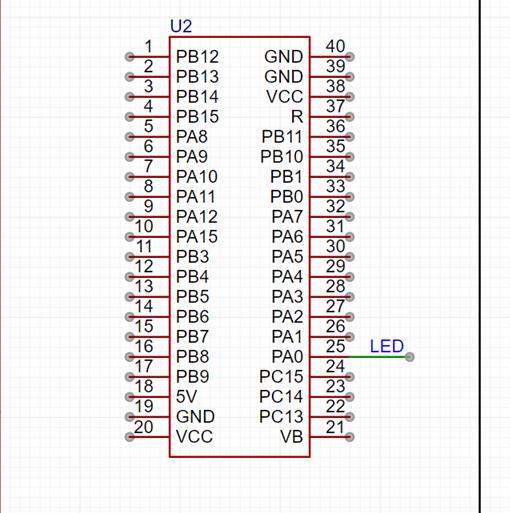 U2
1 PB12 GND 40
2 PB13 GND 39
3 PB14 VCC 38
4 PB15 R 37
5 PA8 PB11 36
6 PA9 PB10 35
7 PA10 PB1 34
8 PA11 PB0 33
9 PA12 PA7 32
10 PA15 PA6 31
11 PB3 PA5 30
12 PB4 PA4 29
13 PB5 PA3 28
14 PB6 PA2 27
15 PB7 PA1 26
16 PB8 PA0 25 LED
17 PB9 PC15 24
18 5V PC14 23
19 GND PC13 22
20 VCC VB 21